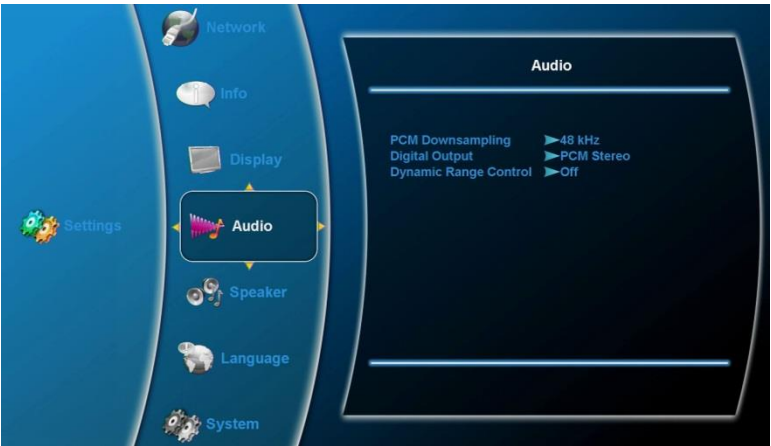 Settings
Network
Info
Display
Audio
Speaker
Language
System
Audio
PCM Downsampling 48 kHz
Digital Output PCM Stereo
Dynamic Range Control Off